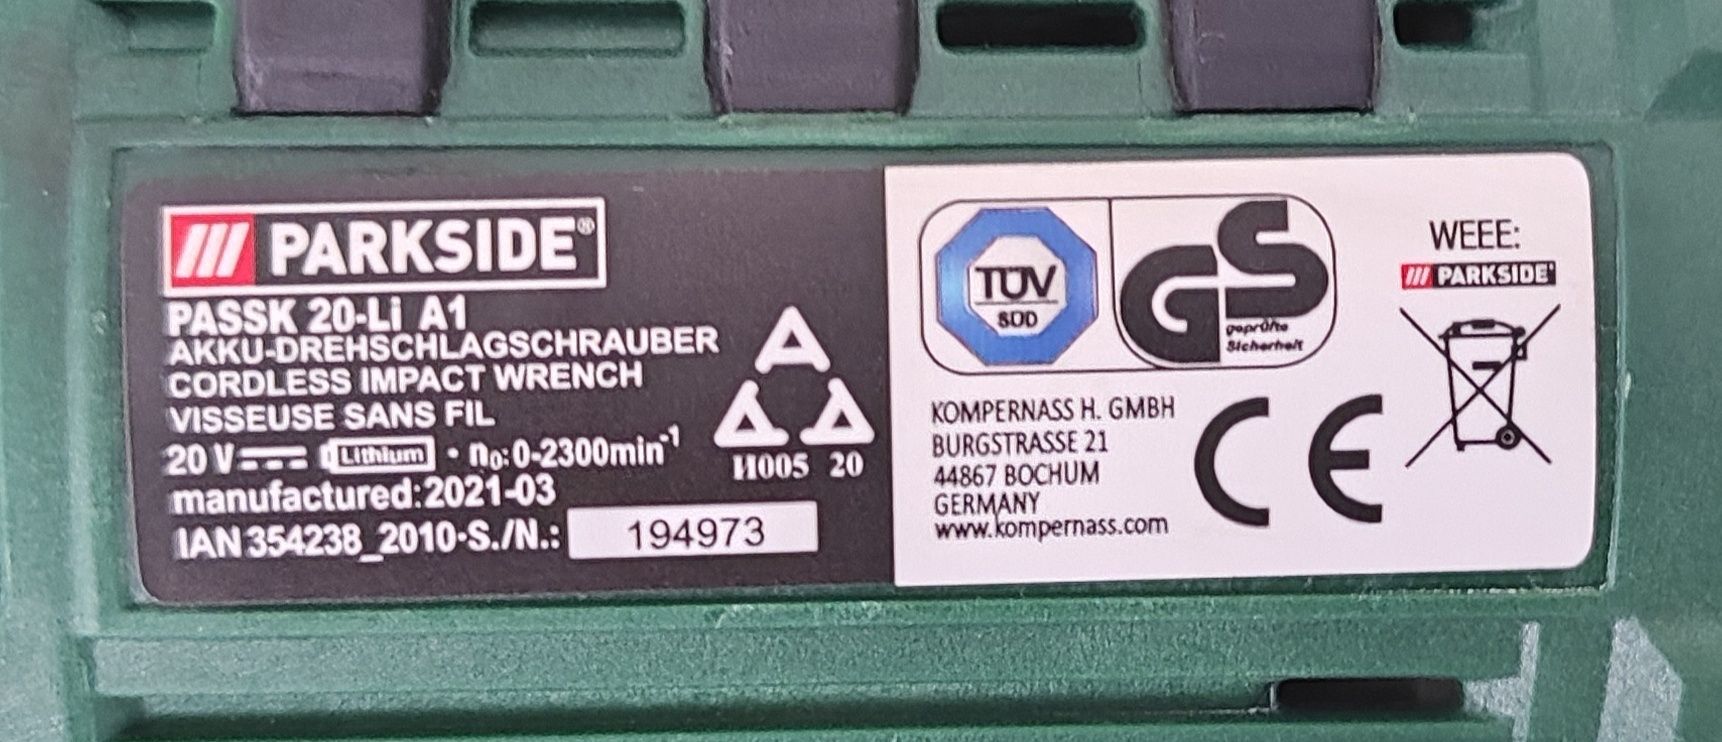 PARKSIDE®
PASSK 20-Li A1
AKKU-DREHSCHLAGSCHRAUBER
CORDLESS IMPACT WRENCH
VISSEUSE SANS FIL
20 V Lithium • n₀: 0-2300min⁻¹
manufactured:2021-03
IAN 354238_2010·S./N.: 194973
И005 20
TÜV
SÜD
GS
geprüfte
Sicherheit
KOMPERNASS H. GMBH
BURGSTRASSE 21
44867 BOCHUM
GERMANY
www.kompernass.com
CE
WEEE:
PARKSIDE®